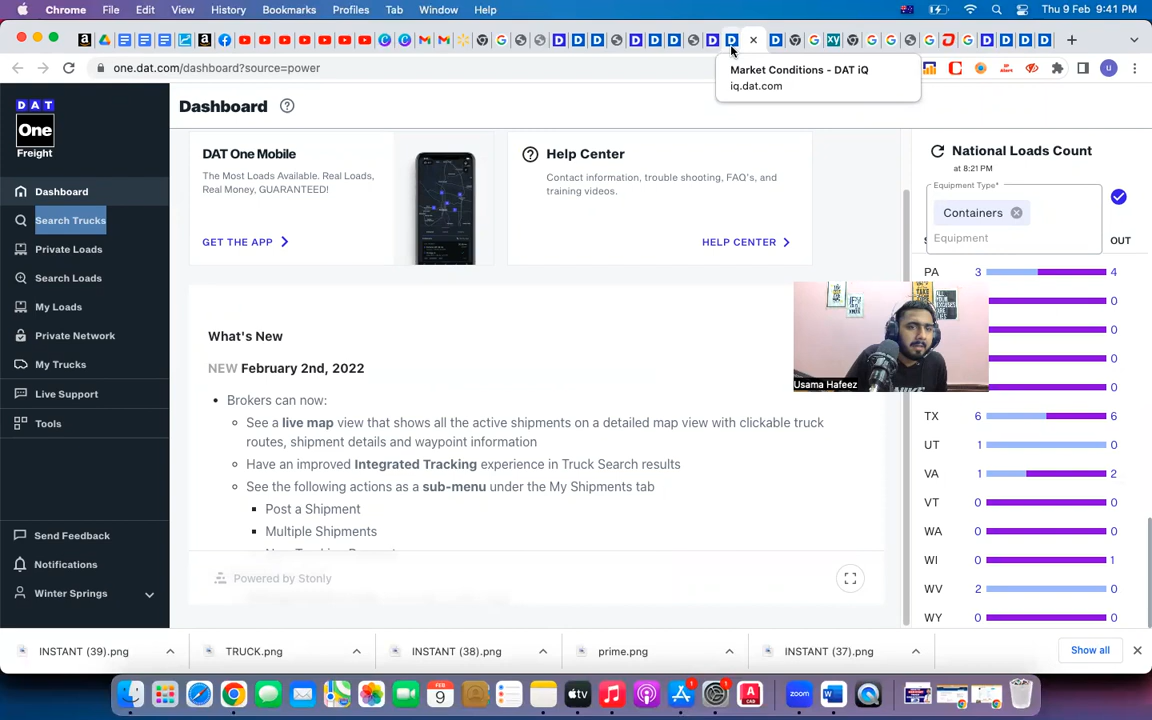 Chrome File Edit View History Bookmarks Profiles Tab Window Help
Thu 9 Feb 9:41 PM
one.dat.com/dashboard?source=power
Market Conditions - DAT iQ
iq.dat.com
DAT
One
Freight
Dashboard
Search Trucks
Private Loads
Search Loads
My Loads
Private Network
My Trucks
Live Support
Tools
Send Feedback
Notifications
Winter Springs
Dashboard
DAT One Mobile
The Most Loads Available. Real Loads,
Real Money, GUARANTEED!
GET THE APP
Help Center
Contact information, trouble shooting, FAQ's, and
training videos.
HELP CENTER
What's New
NEW February 2nd, 2022
Brokers can now:
See a live map view that shows all the active shipments on a detailed map view with clickable truck
routes, shipment details and waypoint information
Have an improved Integrated Tracking experience in Truck Search results
See the following actions as a sub-menu under the My Shipments tab
Post a Shipment
Multiple Shipments
Powered by Stonly
National Loads Count
at 8:21 PM
Equipment Type*
Containers
Equipment
OUT
PA 3 4
0
0
0
0
TX 6 6
UT 1 0
VA 1 2
VT 0 0
WA 0 0
WI 0 1
WV 2 0
WY 0 0
Usama Hafeez
INSTANT (39).png
TRUCK.png
INSTANT (38).png
prime.png
INSTANT (37).png
Show all